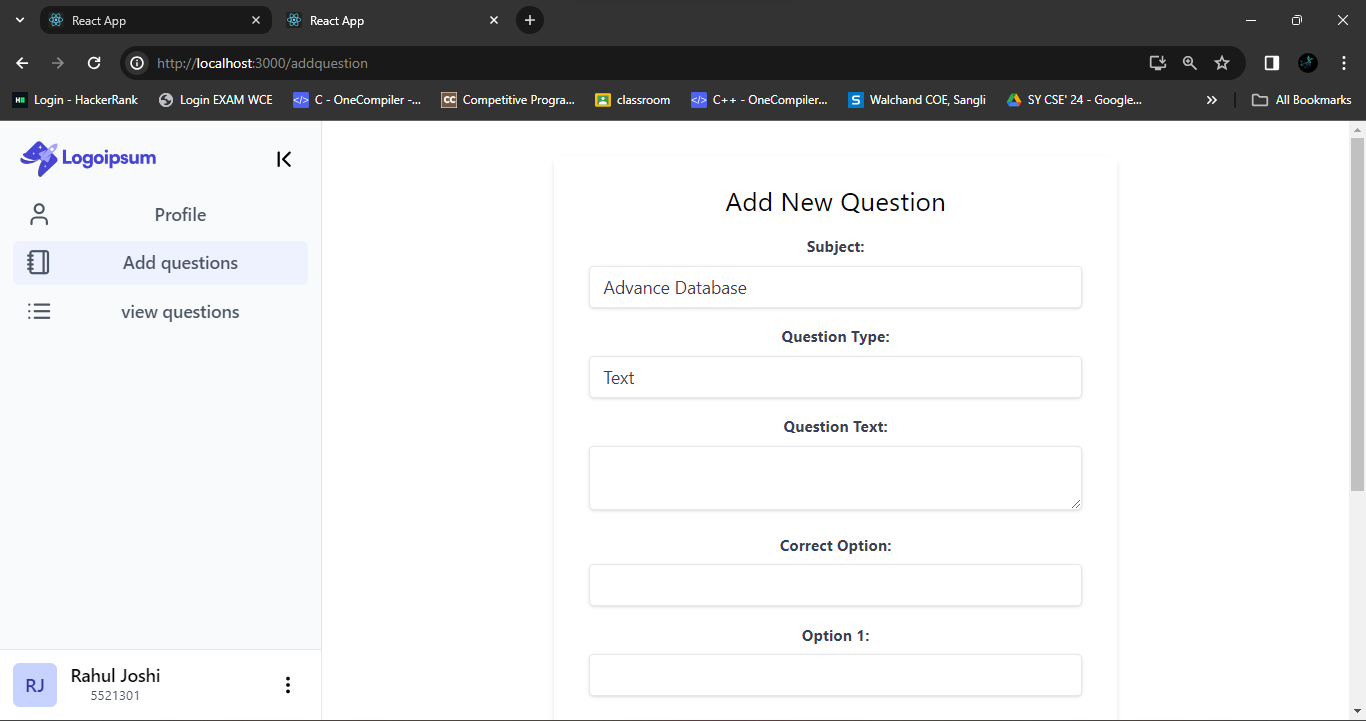 React App
React App
http://localhost:3000/addquestion
Login - HackerRank
Login EXAM WCE
C - OneCompiler -...
CC
Competitive Progra...
classroom
C++ - OneCompiler...
S
Walchand COE, Sangli
SY CSE' 24 - Google...
All Bookmarks
Logoipsum
Profile
Add questions
view questions
RJ
Rahul Joshi
5521301
Add New Question
Subject:
Advance Database
Question Type:
Text
Question Text:
Correct Option:
Option 1: